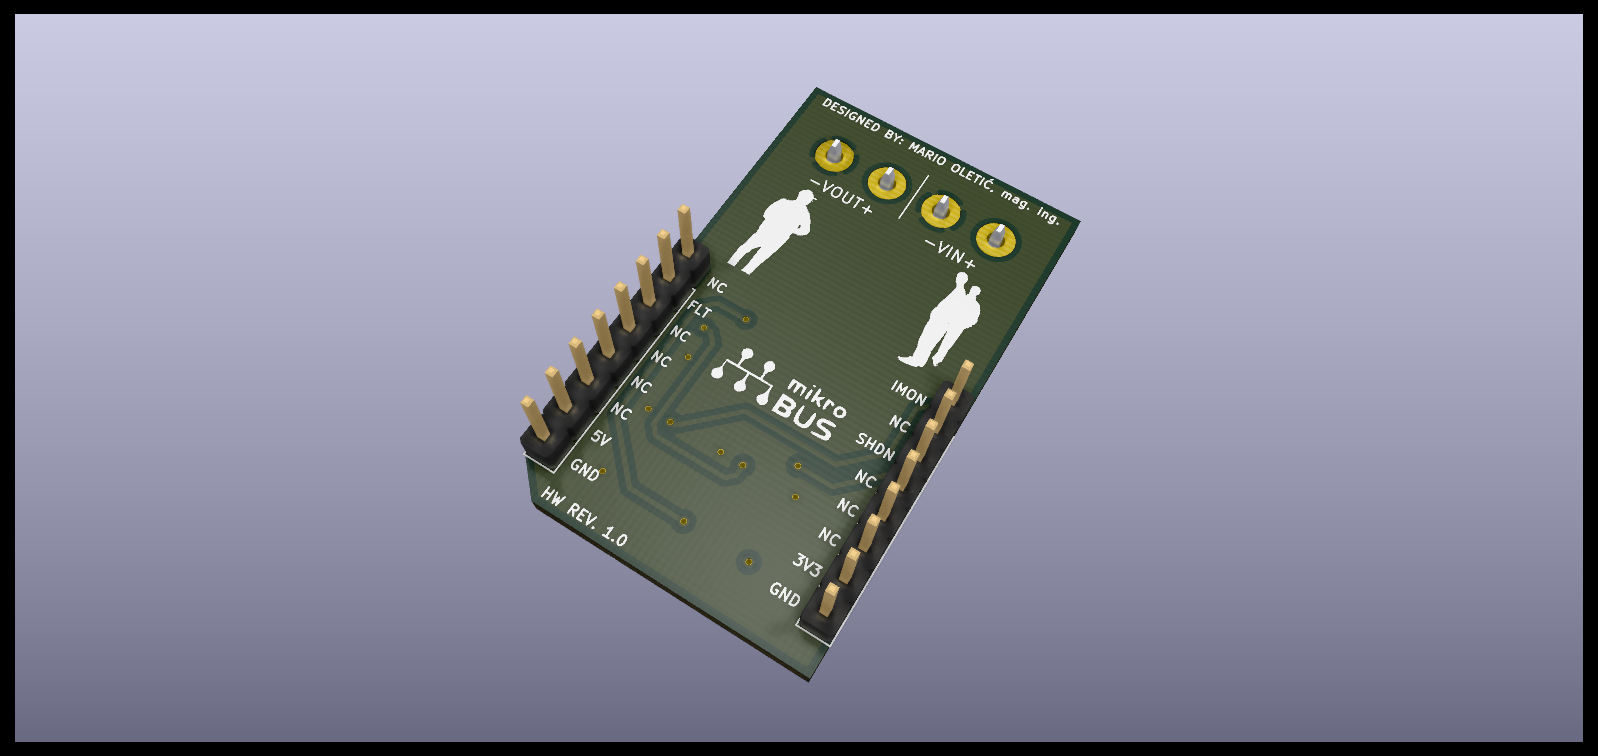 DESIGNED BY: MARIO OLETIĆ. mag. ing.
-VOUT+
-VIN+
NC
FLT
NC
NC
NC
NC
5V
GND
mikro
BUS
IMON
NC
SHDN
NC
NC
NC
3V3
GND
HW REV. 1.0